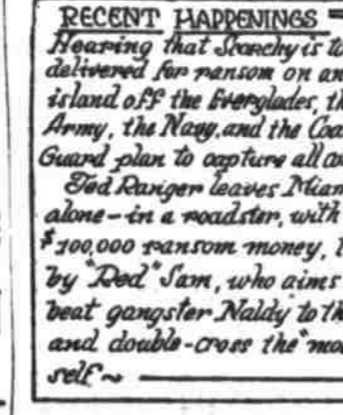 RECENT HAPPENINGS
Hearing that Scorchy is to
delivered for ransom on an
island off the Everglades, th
Army, the Navy, and the Coa
Guard plan to capture all co
Ted Ranger leaves Miam
alone - in a roadster, with
$100,000 ransom money, t
by "Red" Sam, who aims
beat gangster Naldy to th
and double-cross the "mo
self ~